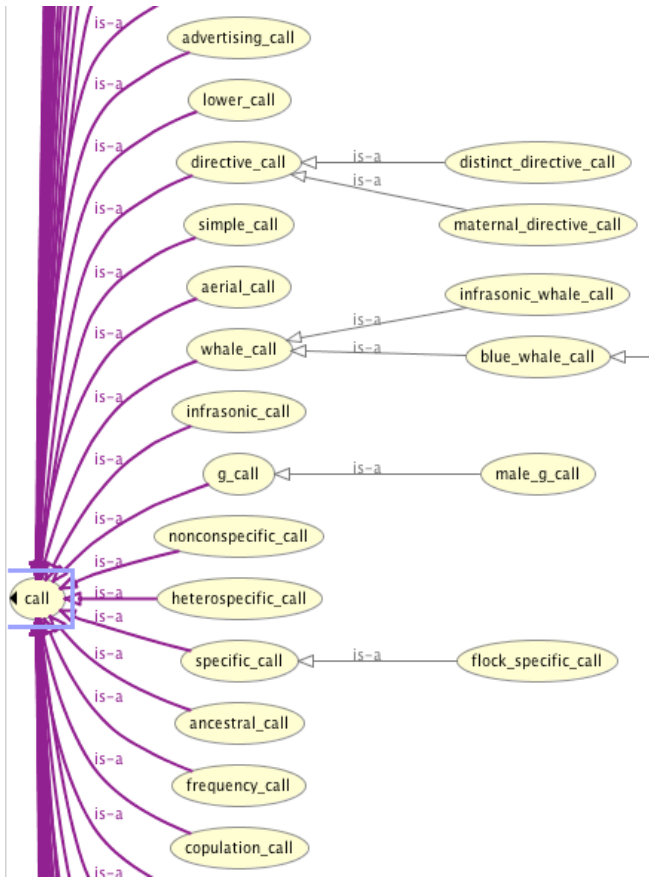 is-a
advertising_call
is-a
lower_call
is-a
directive_call
is-a
distinct_directive_call
is-a
is-a
simple_call
maternal_directive_call
is-a
aerial_call
infrasonic_whale_call
is-a
is-a
whale_call
is-a
blue_whale_call
is-a
infrasonic_call
is-a
g_call
is-a
male_g_call
is-a
nonconspecific_call
is-a
call
is-a
heterospecific_call
is-a
specific_call
is-a
flock_specific_call
is-a
ancestral_call
is-a
frequency_call
is-a
is-a
copulation_call
is-a